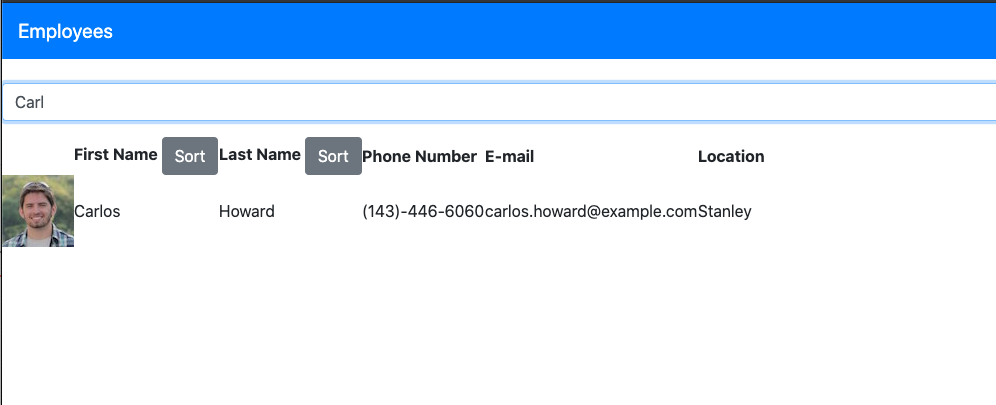 Employees
Carl
First Name Sort Last Name Sort Phone Number E-mail Location
Carlos Howard (143)-446-6060 carlos.howard@example.com Stanley